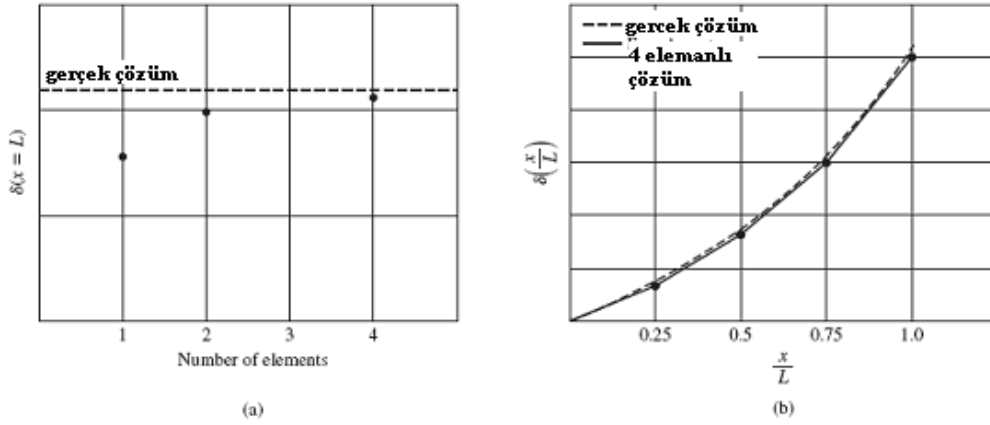 gerçek çözüm
δ(x = L)
1 2 3 4
Number of elements
(a)
gercek çözüm
4 elemanlı
çözüm
δ(x/L)
0.25 0.5 0.75 1.0
x/L
(b)